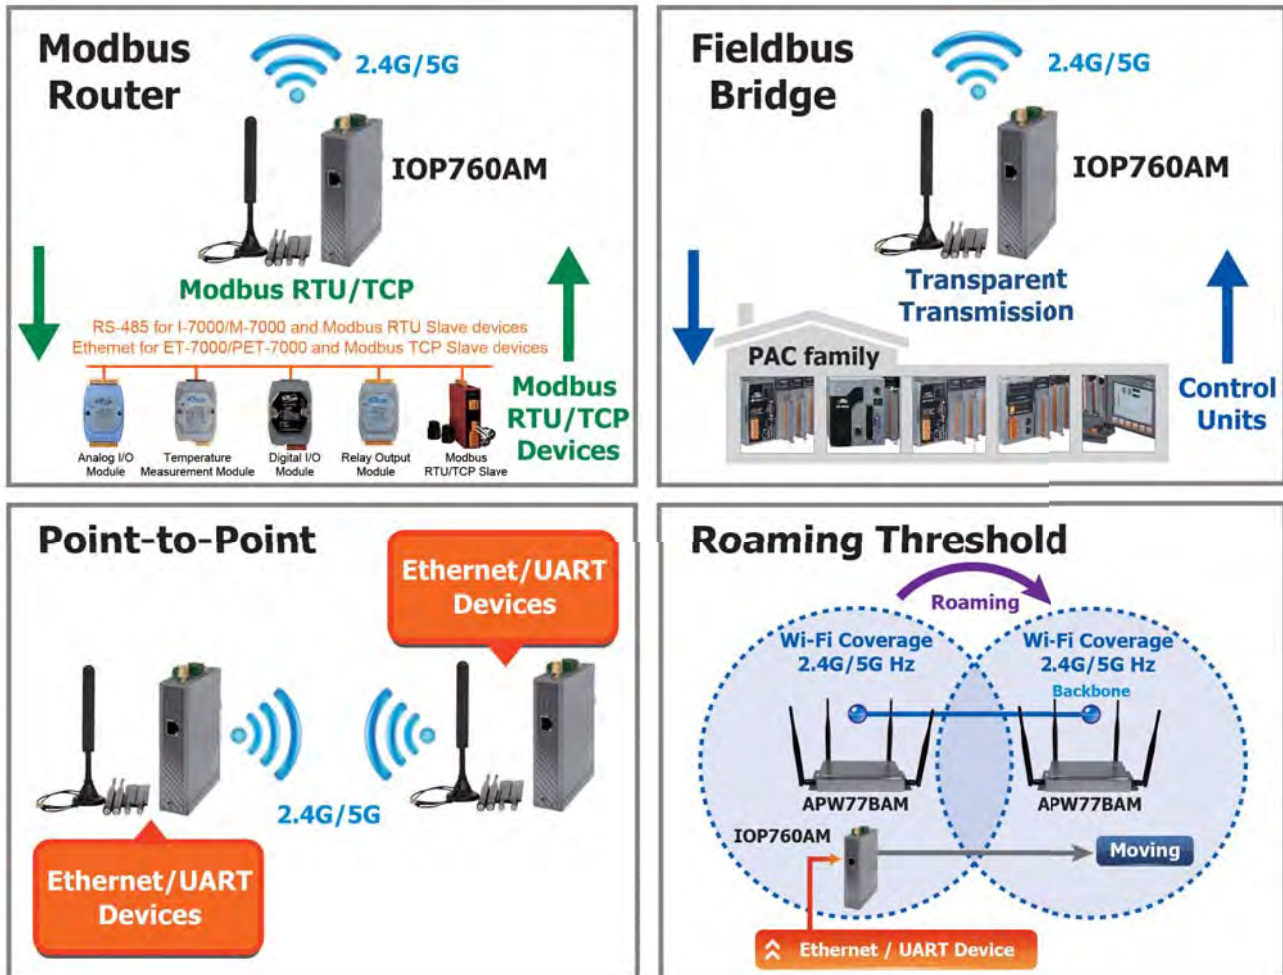 Modbus
Router
2.4G/5G
IOP760AM
Modbus RTU/TCP
RS-485 for I-7000/M-7000 and Modbus RTU Slave devices
Ethernet for ET-7000/PET-7000 and Modbus TCP Slave devices
Analog I/O
Module
Temperature
Measurement Module
Digital I/O
Module
Relay Output
Module
Modbus
RTU/TCP Slave
Modbus
RTU/TCP
Devices
Fieldbus
Bridge
2.4G/5G
IOP760AM
Transparent
Transmission
PAC family
Control
Units
Point-to-Point
Ethernet/UART
Devices
2.4G/5G
Ethernet/UART
Devices
Roaming Threshold
Roaming
Wi-Fi Coverage
2.4G/5G Hz
Wi-Fi Coverage
2.4G/5G Hz
Backbone
APW77BAM
APW77BAM
IOP760AM
Moving
Ethernet / UART Device